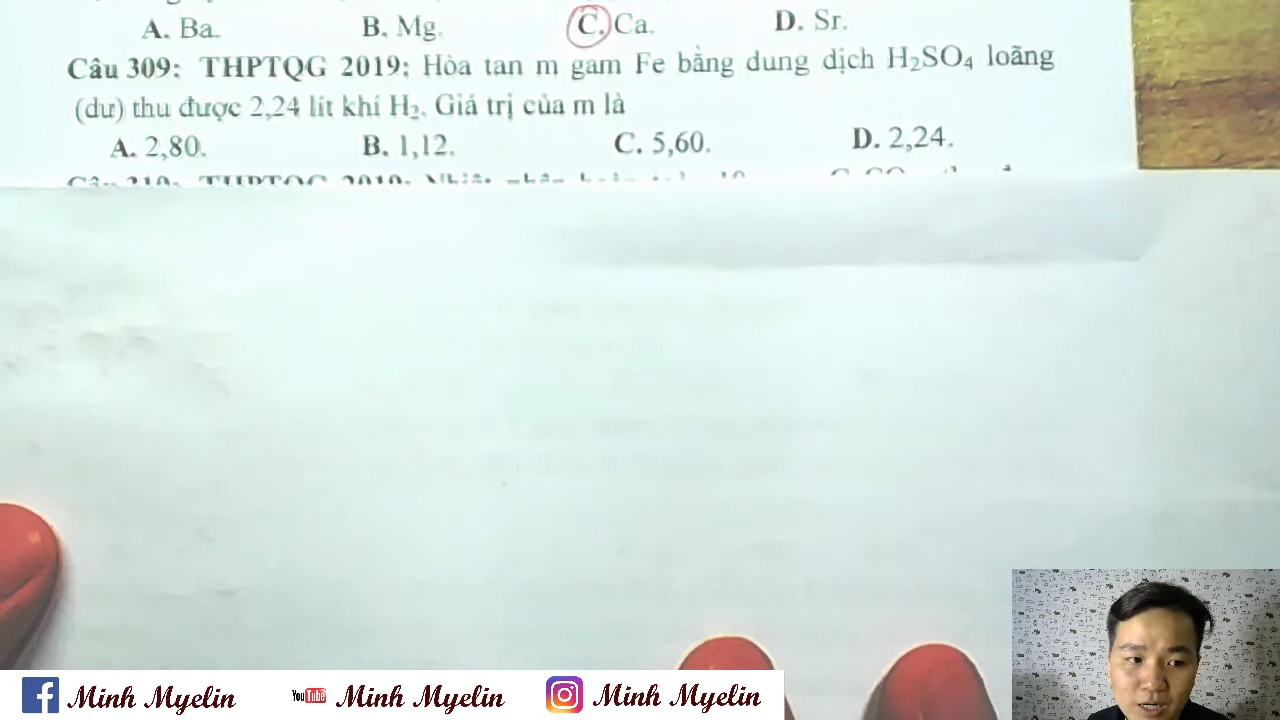 A. Ba. B. Mg. C. Ca. D. Sr.
Câu 309: THPTQG 2019: Hòa tan m gam Fe bằng dung dịch H₂SO₄ loãng
(dư) thu được 2,24 lít khí H₂. Giá trị của m là
A. 2,80. B. 1,12. C. 5,60. D. 2,24.
Minh Myelin YouTube Minh Myelin Minh Myelin